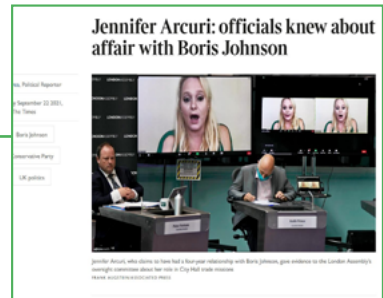 Jennifer Arcuri: officials knew about
affair with Boris Johnson
Political Reporter
September 22 2021,
The Times
Boris Johnson
Conservative Party
UK politics
Jennifer Arcuri, who claims to have had a four-year relationship with Boris Johnson, gave evidence to the London Assembly's
oversight committee about her role in City Hall trade missions
FRANK AUGSTEIN/ASSOCIATED PRESS